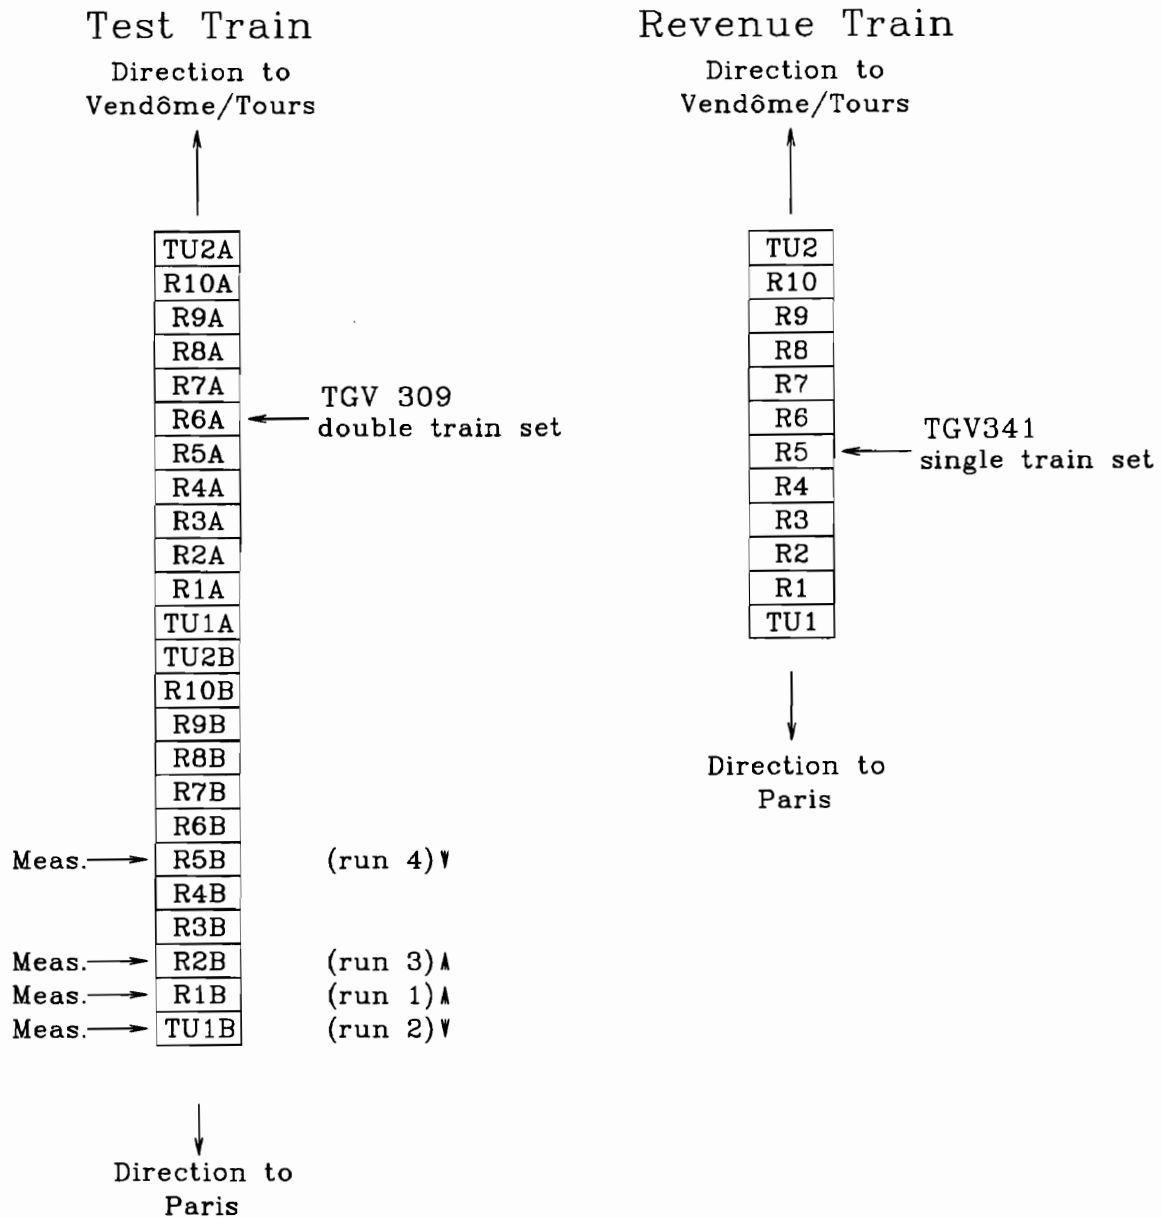 Test Train
Direction to
Vendôme/Tours
TU2A
R10A
R9A
R8A
R7A
R6A
R5A
R4A
R3A
R2A
R1A
TU1A
TU2B
R10B
R9B
R8B
R7B
R6B
R5B
R4B
R3B
R2B
R1B
TU1B
TGV 309
double train set
Meas.
(run 4)
Meas.
(run 3)
Meas.
(run 1)
Meas.
(run 2)
Direction to
Paris
Revenue Train
Direction to
Vendôme/Tours
TU2
R10
R9
R8
R7
R6
R5
R4
R3
R2
R1
TU1
TGV341
single train set
Direction to
Paris